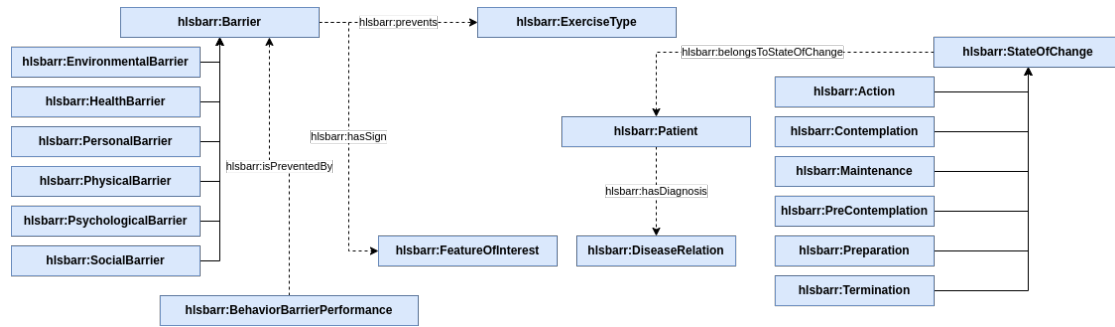 hlsbarr:Barrier
hlsbarr:prevents
hlsbarr:ExerciseType
hlsbarr:EnvironmentalBarrier
hlsbarr:HealthBarrier
hlsbarr:PersonalBarrier
hlsbarr:PhysicalBarrier
hlsbarr:PsychologicalBarrier
hlsbarr:SocialBarrier
hlsbarr:hasSign
hlsbarr:isPreventedBy
hlsbarr:FeatureOfInterest
hlsbarr:BehaviorBarrierPerformance
hlsbarr:belongsToStateOfChange
hlsbarr:StateOfChange
hlsbarr:Patient
hlsbarr:hasDiagnosis
hlsbarr:DiseaseRelation
hlsbarr:Action
hlsbarr:Contemplation
hlsbarr:Maintenance
hlsbarr:PreContemplation
hlsbarr:Preparation
hlsbarr:Termination